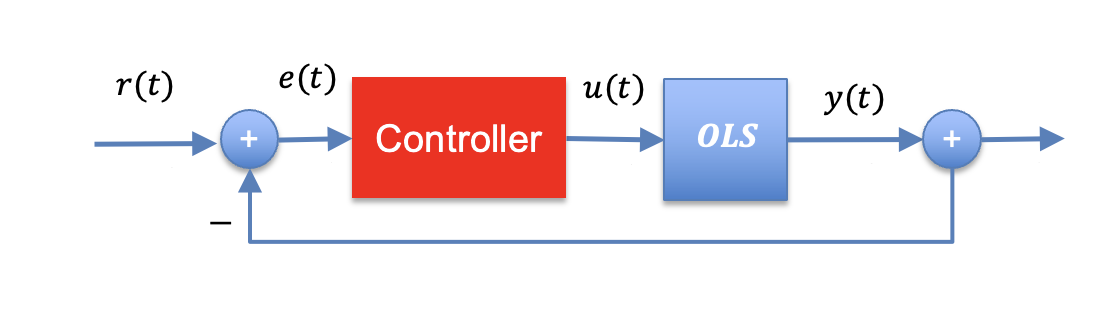 r(t)
e(t)
u(t)
y(t)
+
Controller
OLS
+
−